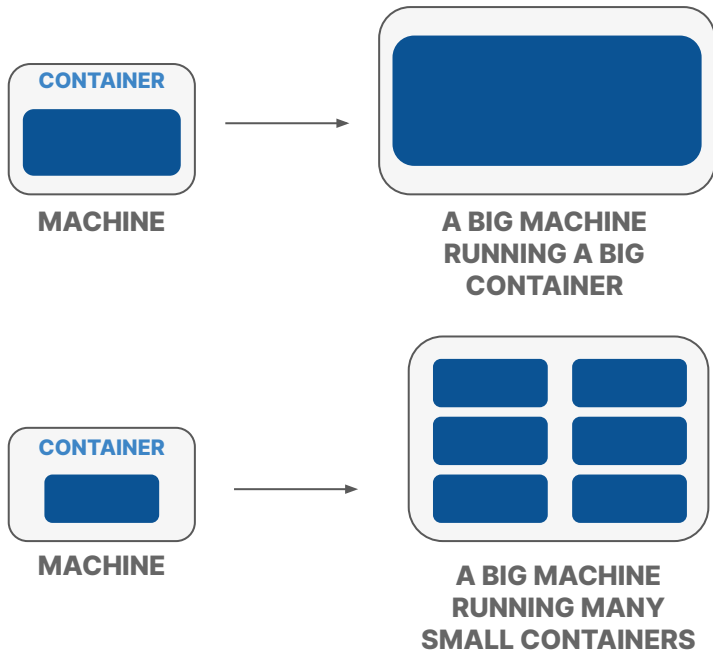 CONTAINER
MACHINE
A BIG MACHINE
RUNNING A BIG
CONTAINER
CONTAINER
MACHINE
A BIG MACHINE
RUNNING MANY
SMALL CONTAINERS